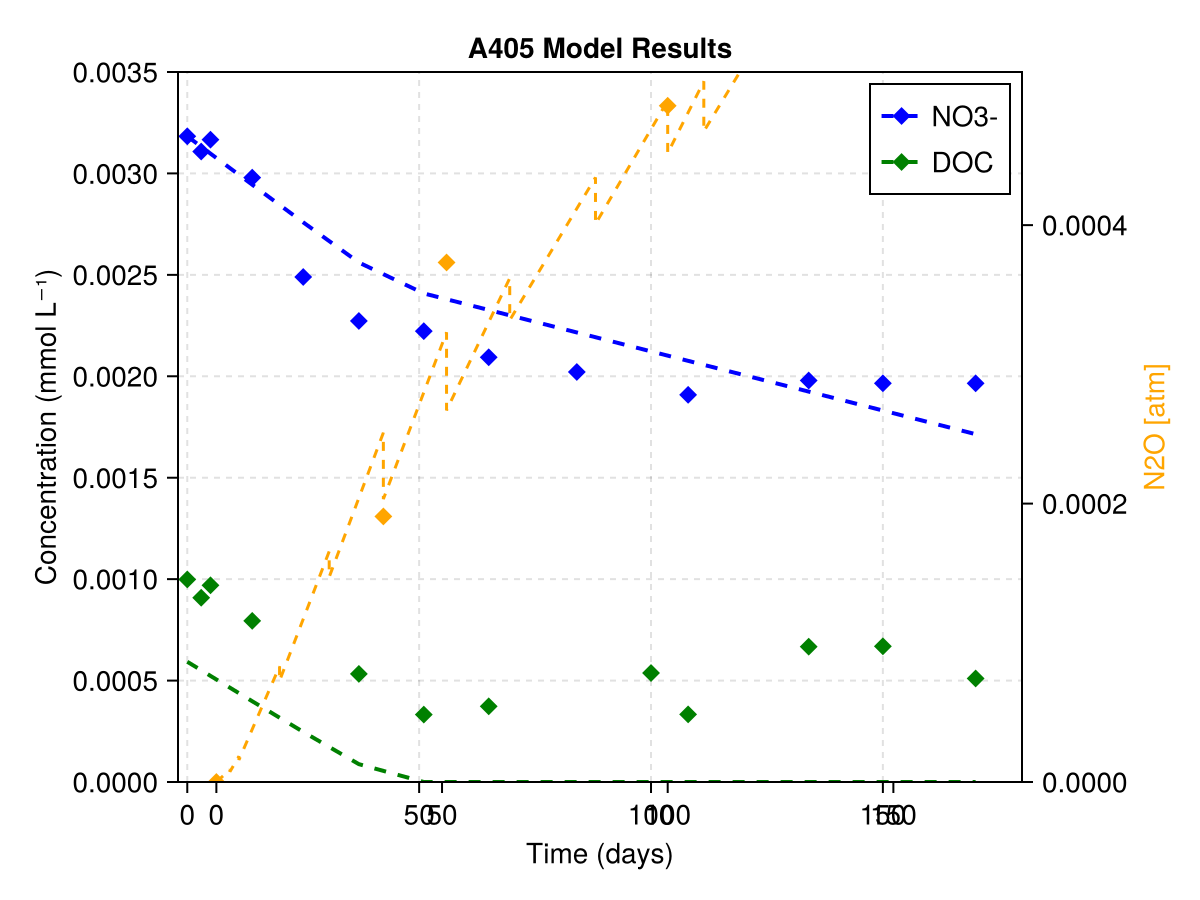 A405 Model Results
0.0035
0.0030
0.0025
0.0020
0.0015
0.0010
0.0005
0.0000
Concentration (mmol L⁻¹)
NO3-
DOC
0.0004
0.0002
0.0000
N2O [atm]
0 0 50 50 100 100 150 150
Time (days)